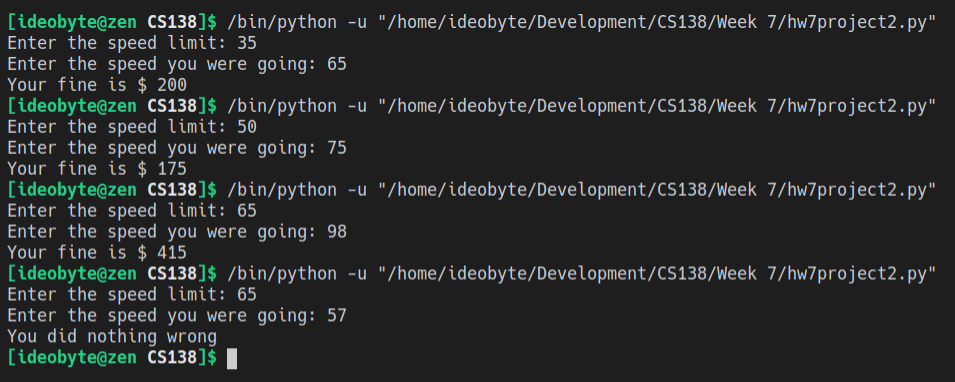 [ideobyte@zen CS138]$ /bin/python -u "/home/ideobyte/Development/CS138/Week 7/hw7project2.py"
Enter the speed limit: 35
Enter the speed you were going: 65
Your fine is $ 200
[ideobyte@zen CS138]$ /bin/python -u "/home/ideobyte/Development/CS138/Week 7/hw7project2.py"
Enter the speed limit: 50
Enter the speed you were going: 75
Your fine is $ 175
[ideobyte@zen CS138]$ /bin/python -u "/home/ideobyte/Development/CS138/Week 7/hw7project2.py"
Enter the speed limit: 65
Enter the speed you were going: 98
Your fine is $ 415
[ideobyte@zen CS138]$ /bin/python -u "/home/ideobyte/Development/CS138/Week 7/hw7project2.py"
Enter the speed limit: 65
Enter the speed you were going: 57
You did nothing wrong
[ideobyte@zen CS138]$